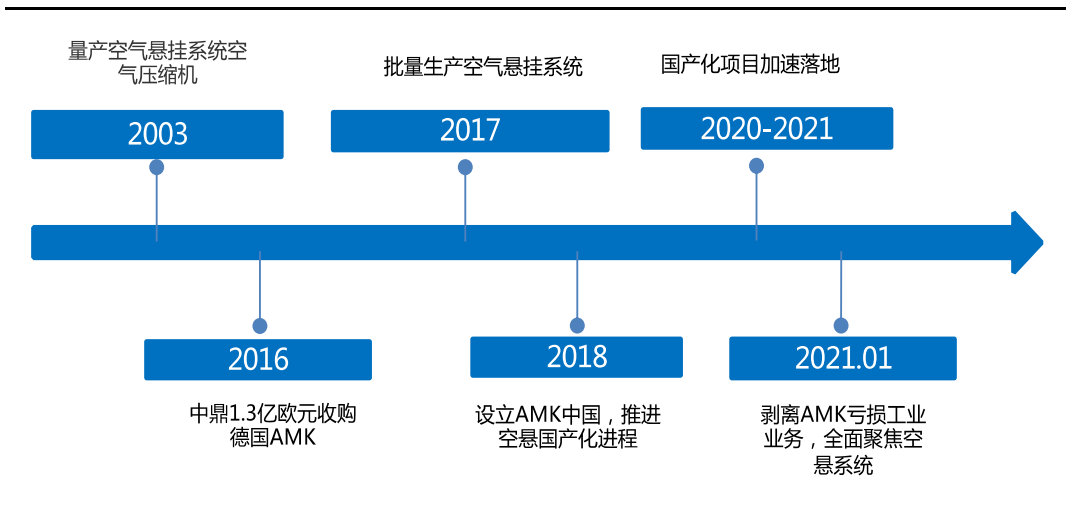 量产空气悬挂系统空
气压缩机
2003
批量生产空气悬挂系统
2017
国产化项目加速落地
2020-2021
2016
中鼎1.3亿欧元收购
德国AMK
2018
设立AMK中国，推进
空悬国产化进程
2021.01
剥离AMK亏损工业
业务，全面聚焦空
悬系统